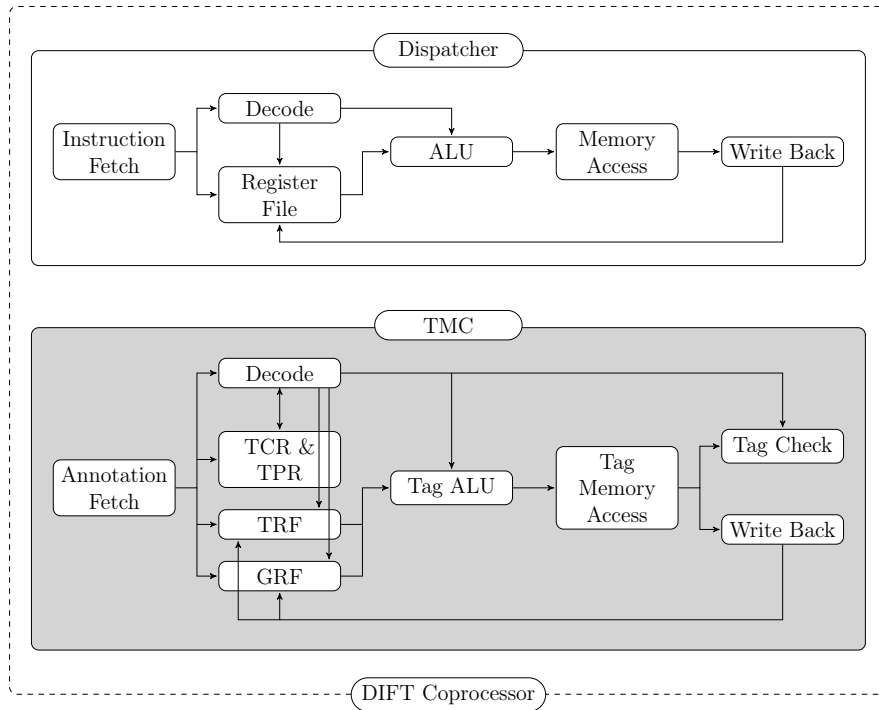 Dispatcher
Decode
Instruction
Fetch
Register
File
ALU
Memory
Access
Write Back
TMC
Decode
TCR &
TPR
Annotation
Fetch
TRF
GRF
Tag ALU
Tag
Memory
Access
Tag Check
Write Back
DIFT Coprocessor